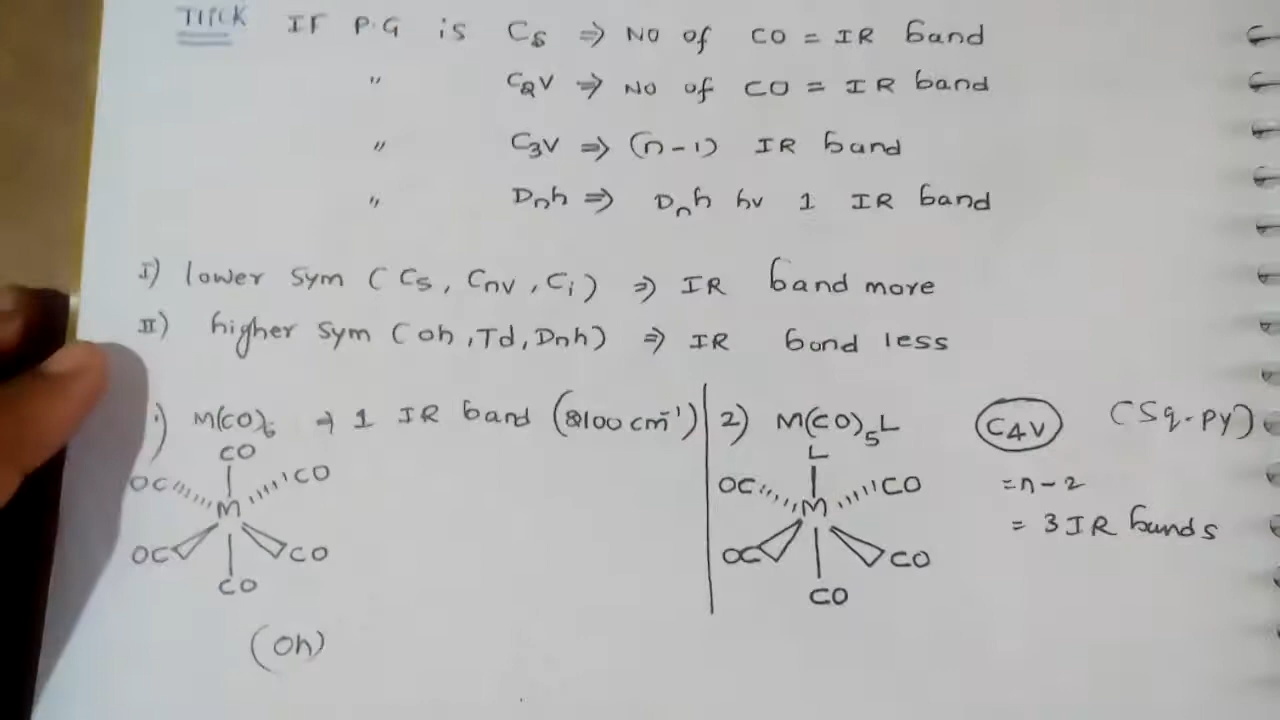 TIICK IF P.G is Cs ⇒ NO of CO = IR band
" C2V ⇒ NO of CO = IR band
" C3V ⇒ (n-1) IR band
" Dnh ⇒ Dnh hv 1 IR band
I) lower sym (Cs, Cnv, Ci) ⇒ IR band more
II) higher sym (oh, Td, Dnh) ⇒ IR bond less
i) M(CO)6 → 1 IR band (2100 cm-1)
CO
OC CO
M
OC CO
CO
(Oh)
2) M(CO)5L C4V (Sq.py)
L
OC CO
M
OC CO
CO
= n-2
= 3 IR bands